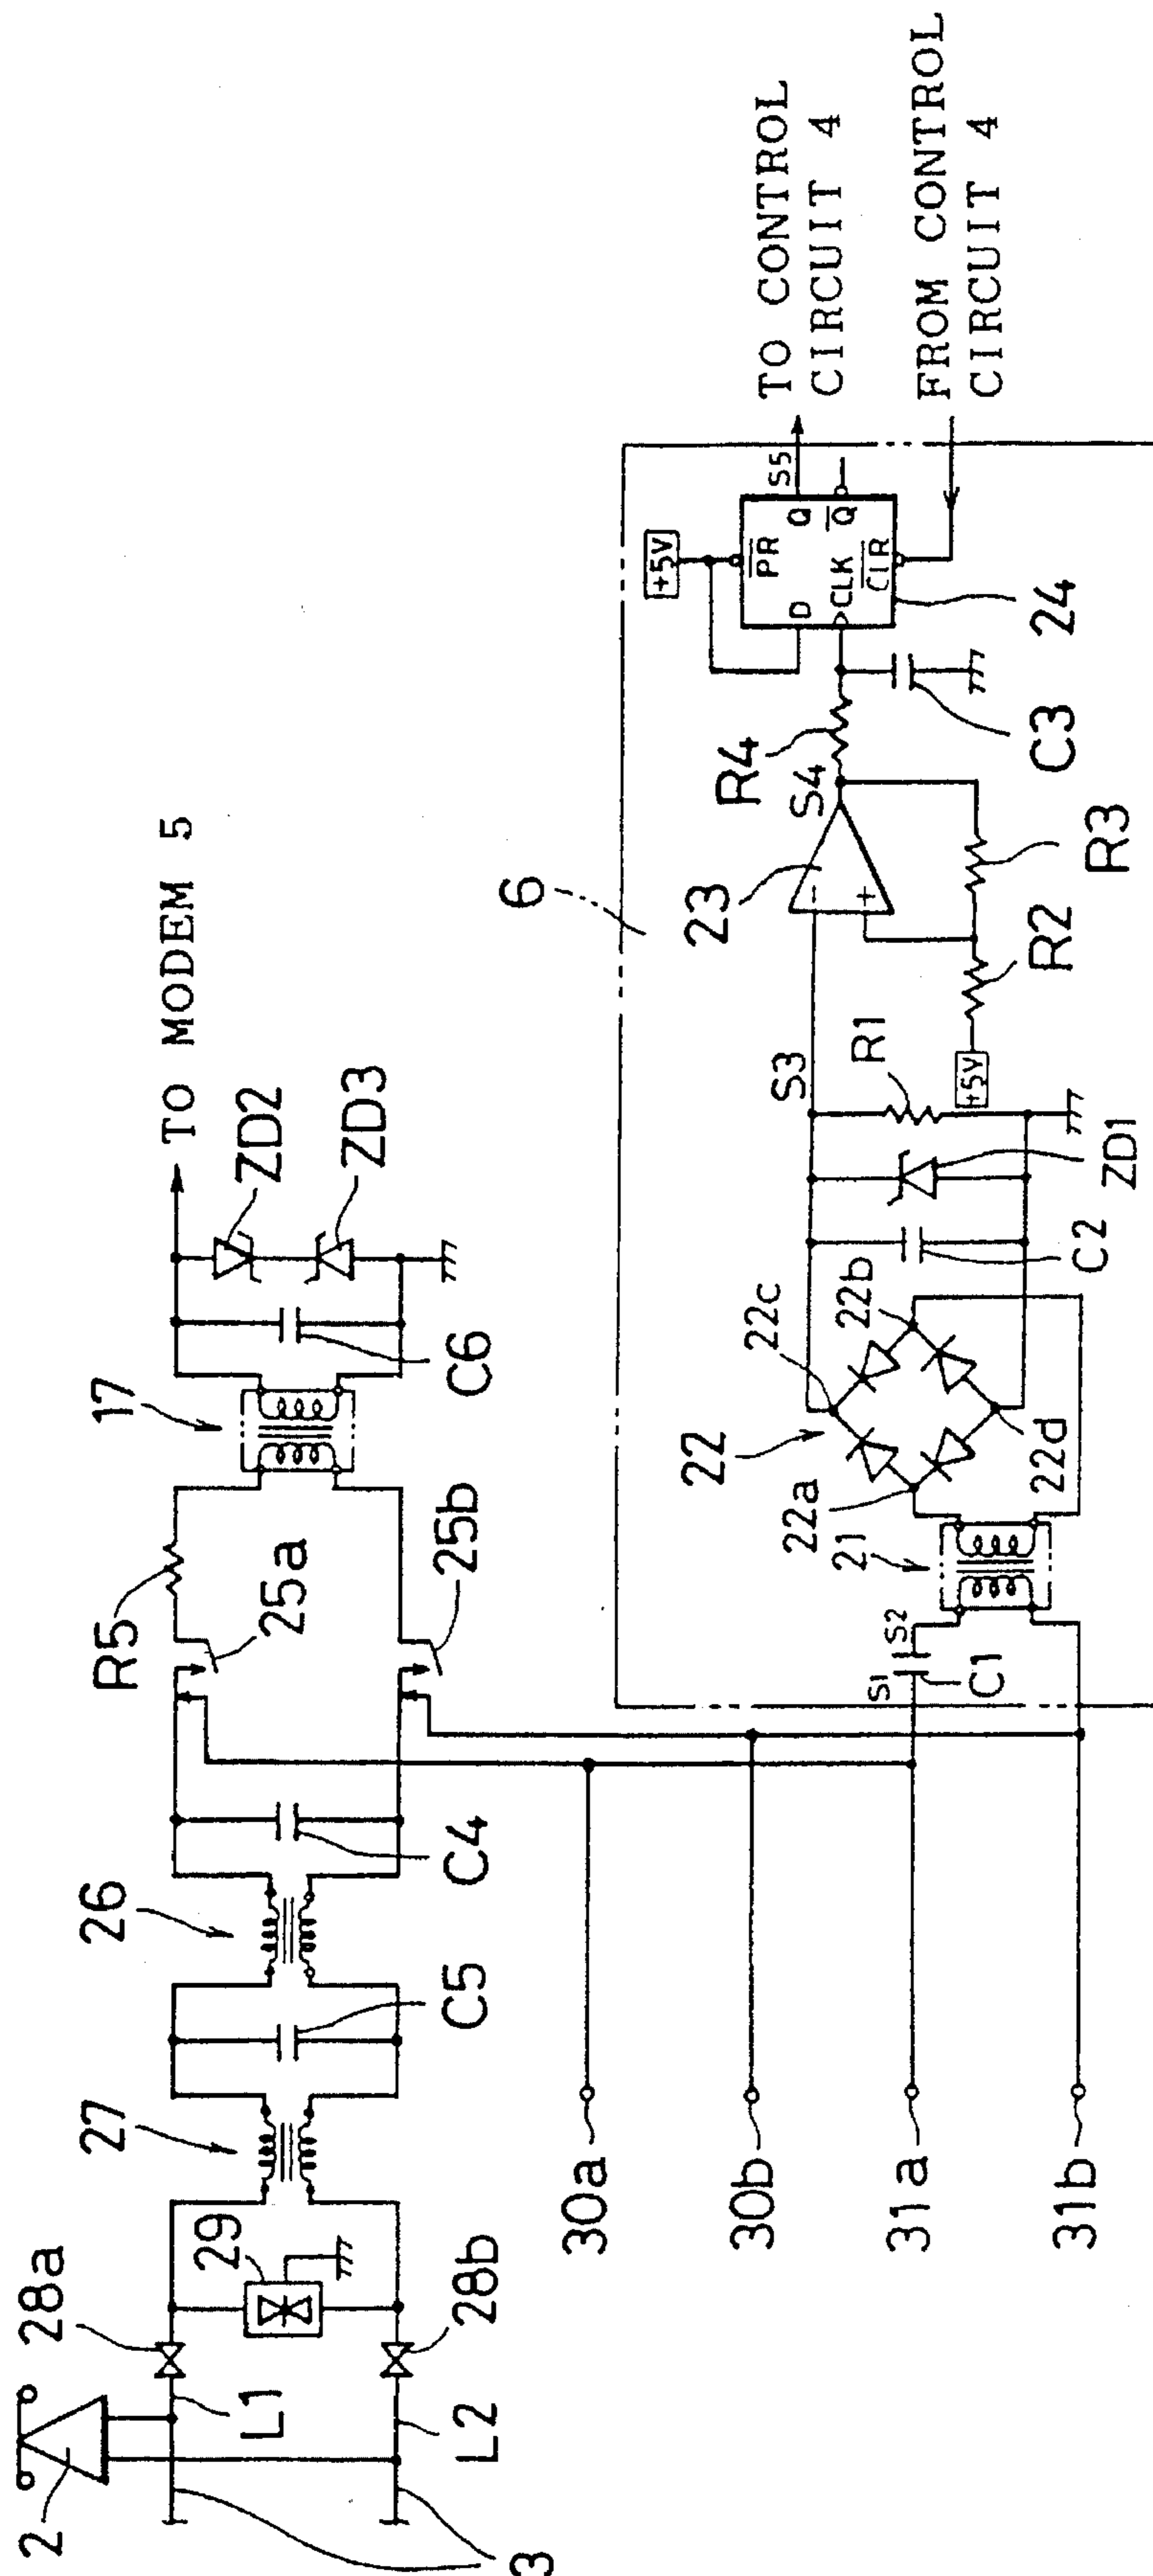 2
3
L1
L2
28a
28b
29
27
C5
26
C4
R5
25a
25b
17
C6
ZD2
ZD3
TO MODEM 5
30a
30b
31a
31b
6
S1
S2
C1
21
22
22a
22b
22c
22d
C2
ZD1
R1
S3
+5V
R2
R3
23
-
+
S4
R4
C3
+5V
PR
D
Q
CLK
Q
CLR
24
S5
TO CONTROL
CIRCUIT 4
FROM CONTROL
CIRCUIT 4